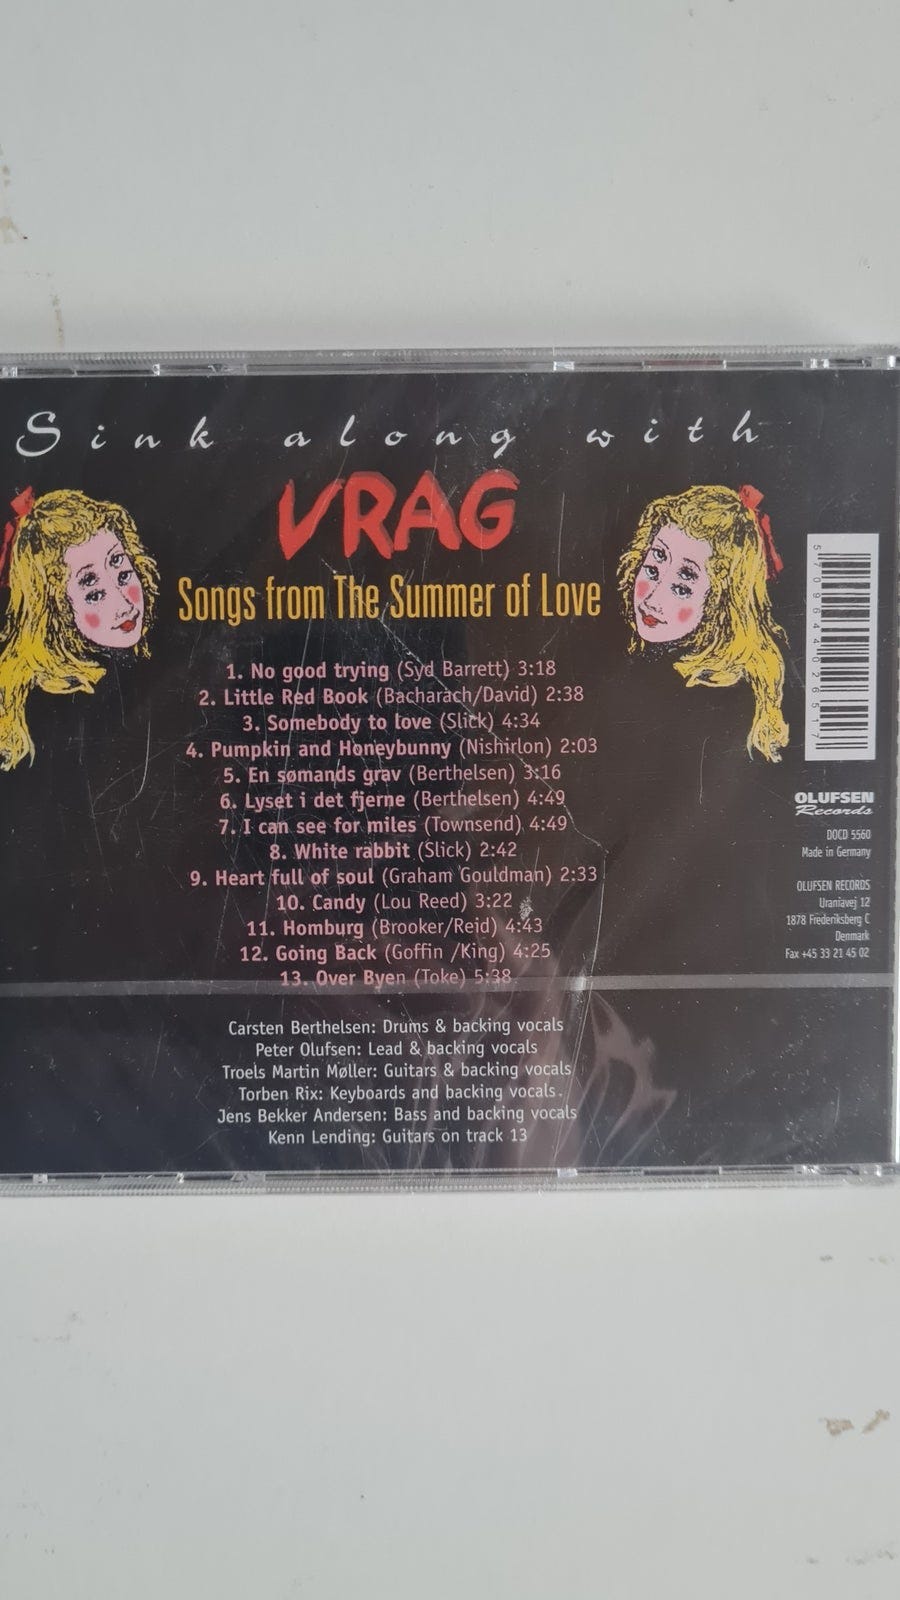 Sink along with
VRAG
Songs from The Summer of Love
1. No good trying (Syd Barrett) 3:18
2. Little Red Book (Bacharach/David) 2:38
3. Somebody to love (Slick) 4:34
4. Pumpkin and Honeybunny (Nishirlon) 2:03
5. En sømands grav (Berthelsen) 3:16
6. Lyset i det fjerne (Berthelsen) 4:49
7. I can see for miles (Townsend) 4:49
8. White rabbit (Slick) 2:42
9. Heart full of soul (Graham Gouldman) 2:33
10. Candy (Lou Reed) 3:22
11. Homburg (Brooker/Reid) 4:43
12. Going Back (Goffin /King) 4:25
13. Over Byen (Toke) 5:38
Carsten Berthelsen: Drums & backing vocals
Peter Olufsen: Lead & backing vocals
Troels Martin Møller: Guitars & backing vocals
Torben Rix: Keyboards and backing vocals.
Jens Bekker Andersen: Bass and backing vocals
Kenn Lending: Guitars on track 13
5 709644 026517
OLUFSEN
Records
DOCD 5560
Made in Germany
OLUFSEN RECORDS
Uraniavej 12
1878 Frederiksberg C
Denmark
Fax +45 33 21 45 02